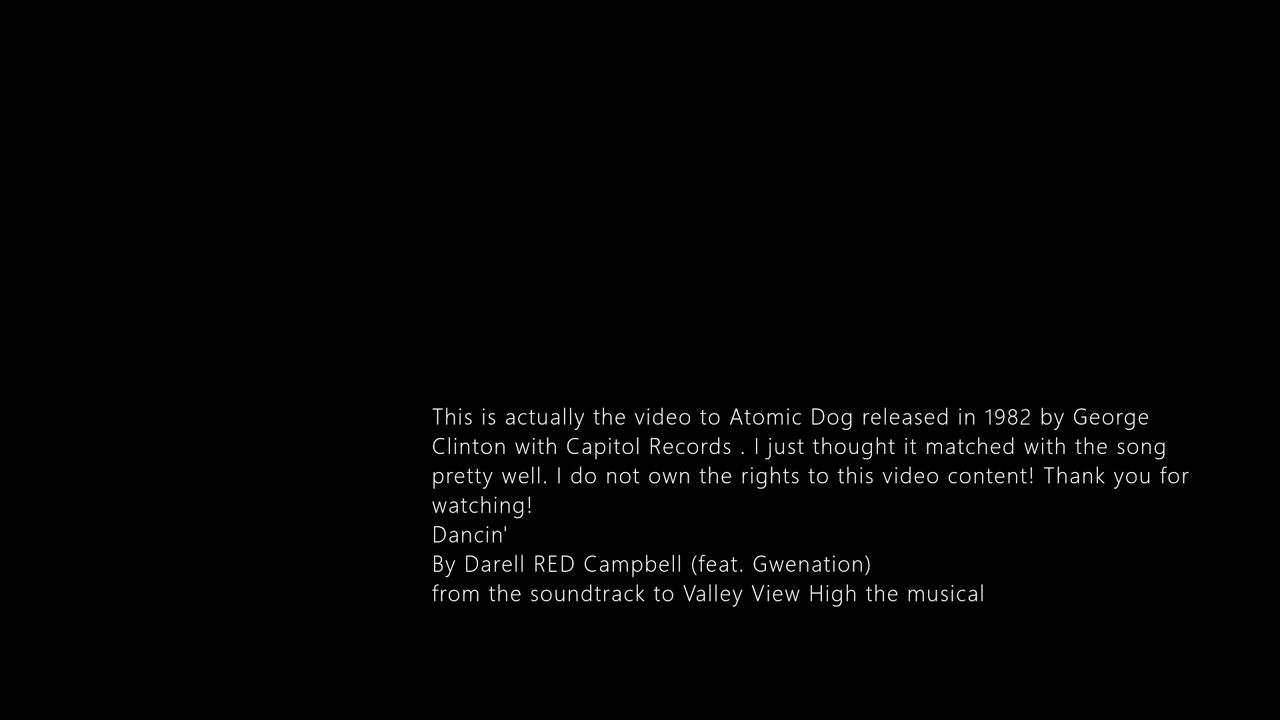 This is actually the video to Atomic Dog released in 1982 by George
Clinton with Capitol Records . I just thought it matched with the song
pretty well. I do not own the rights to this video content! Thank you for
watching!
Dancin'
By Darell RED Campbell (feat. Gwenation)
from the soundtrack to Valley View High the musical